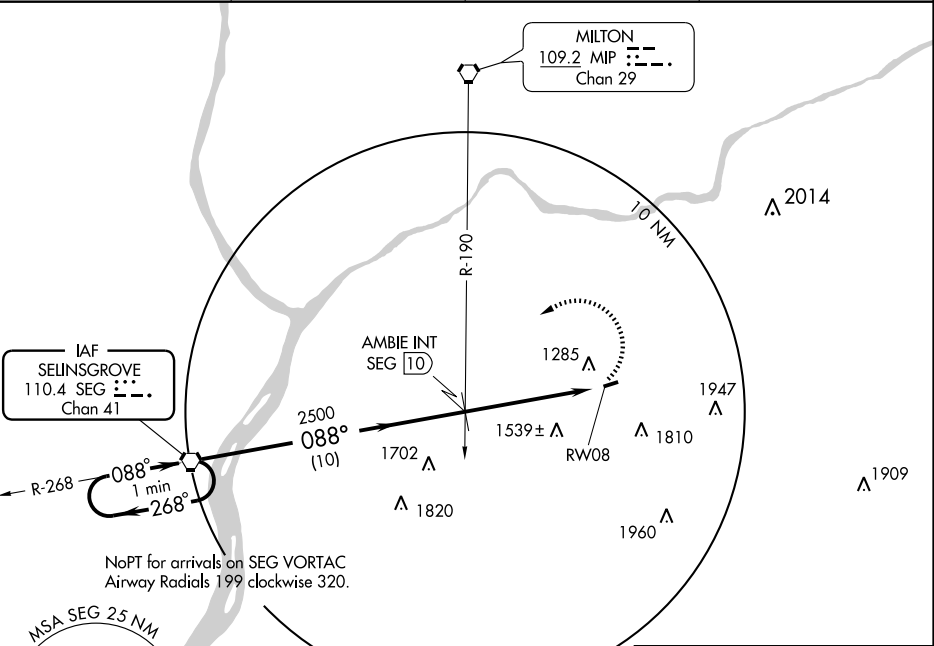 MILTON
109.2 MIP
Chan 29
2014
10 NM
R-190
AMBIE INT
SEG 10
1285
IAF
SELINSGROVE
110.4 SEG
Chan 41
1947
2500
088°
(10)
1539±
1810
RW08
1702
R-268
088°
1 min
268°
1820
1909
1960
NoPT for arrivals on SEG VORTAC
Airway Radials 199 clockwise 320.
MSA SEG 25 NM